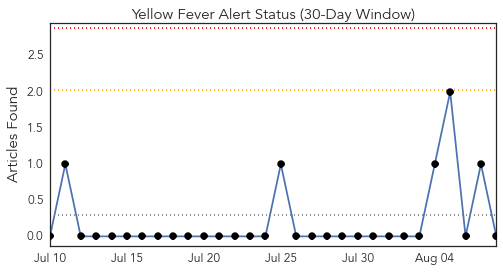 Yellow Fever Alert Status (30-Day Window)
Articles Found
2.5
2.0
1.5
1.0
0.5
0.0
Jul 10 Jul 15 Jul 20 Jul 25 Jul 30 Aug 04